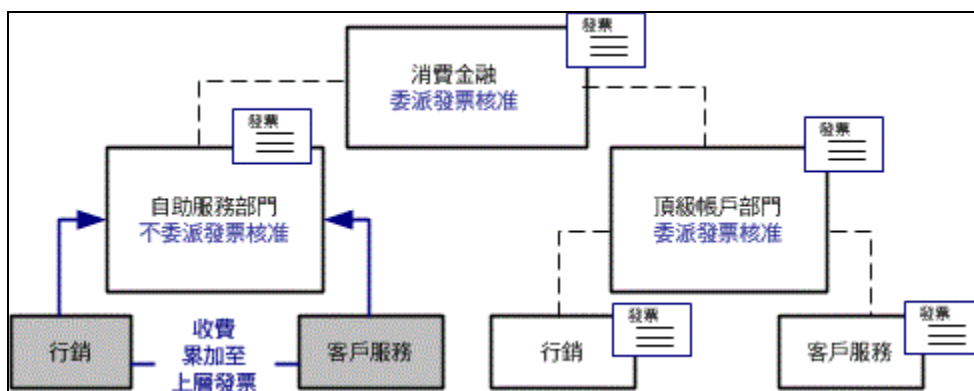 發票
消費金融
委派發票核准
發票
自助服務部門
不委派發票核准
發票
頂級帳戶部門
委派發票核准
行銷
收費
累加至
上層發票
客戶服務
行銷
發票
客戶服務
發票